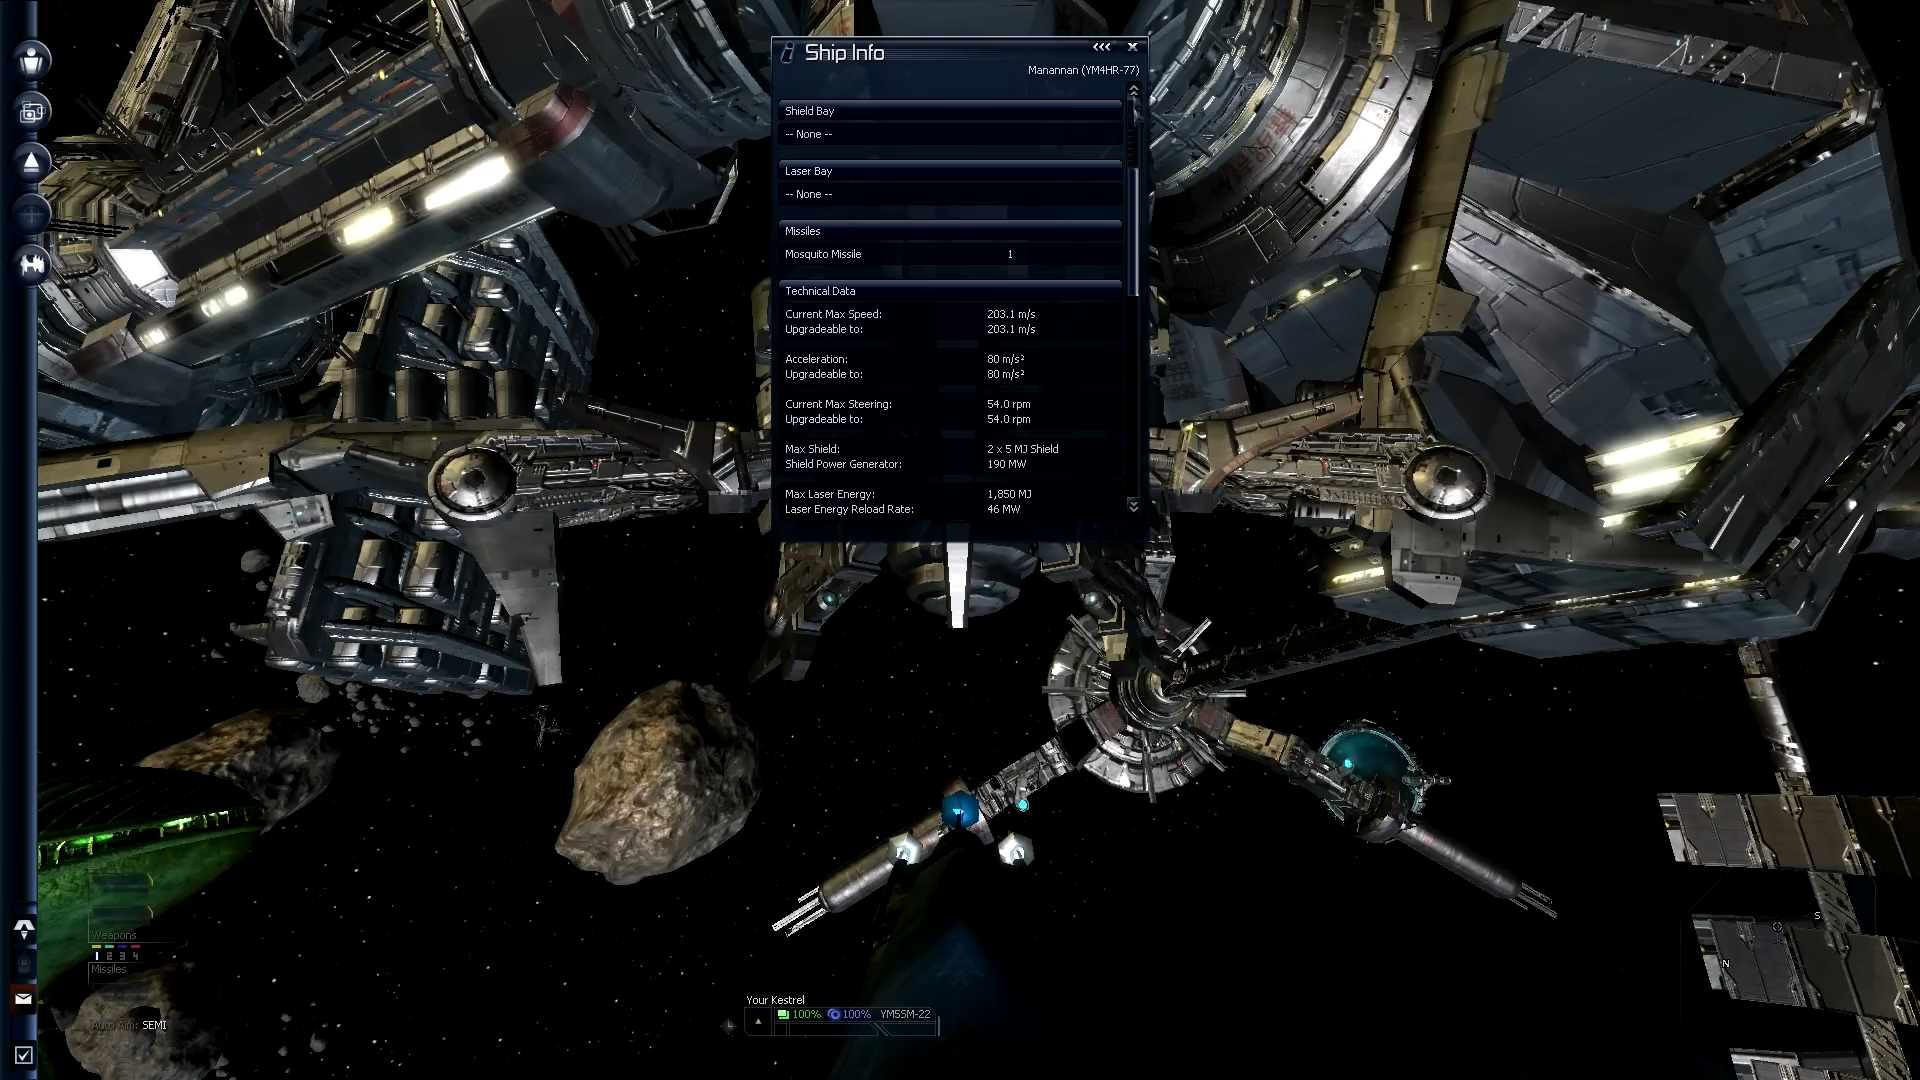 Ship Info
Manannan (YM4HR-77)
Shield Bay
-- None --
Laser Bay
-- None --
Missiles
Mosquito Missile 1
Technical Data
Current Max Speed: 203.1 m/s
Upgradeable to: 203.1 m/s
Acceleration: 80 m/s²
Upgradeable to: 80 m/s²
Current Max Steering: 54.0 rpm
Upgradeable to: 54.0 rpm
Max Shield: 2 x 5 MJ Shield
Shield Power Generator: 190 MW
Max Laser Energy: 1,850 MJ
Laser Energy Reload Rate: 46 MW
S
N
Weapons
1 2 3 4
Missiles
Auto Aim: SEMI
Your Kestrel
100% 100% YM5SM-22